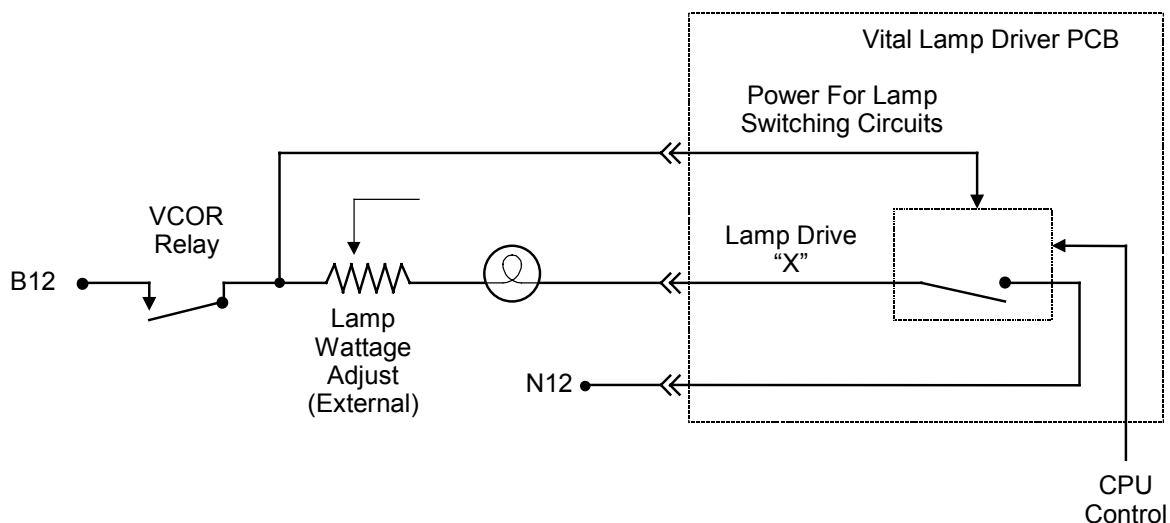 Vital Lamp Driver PCB
Power For Lamp
Switching Circuits
VCOR
Relay
Lamp Drive
“X”
B12
Lamp
Wattage
Adjust
(External)
N12
CPU
Control